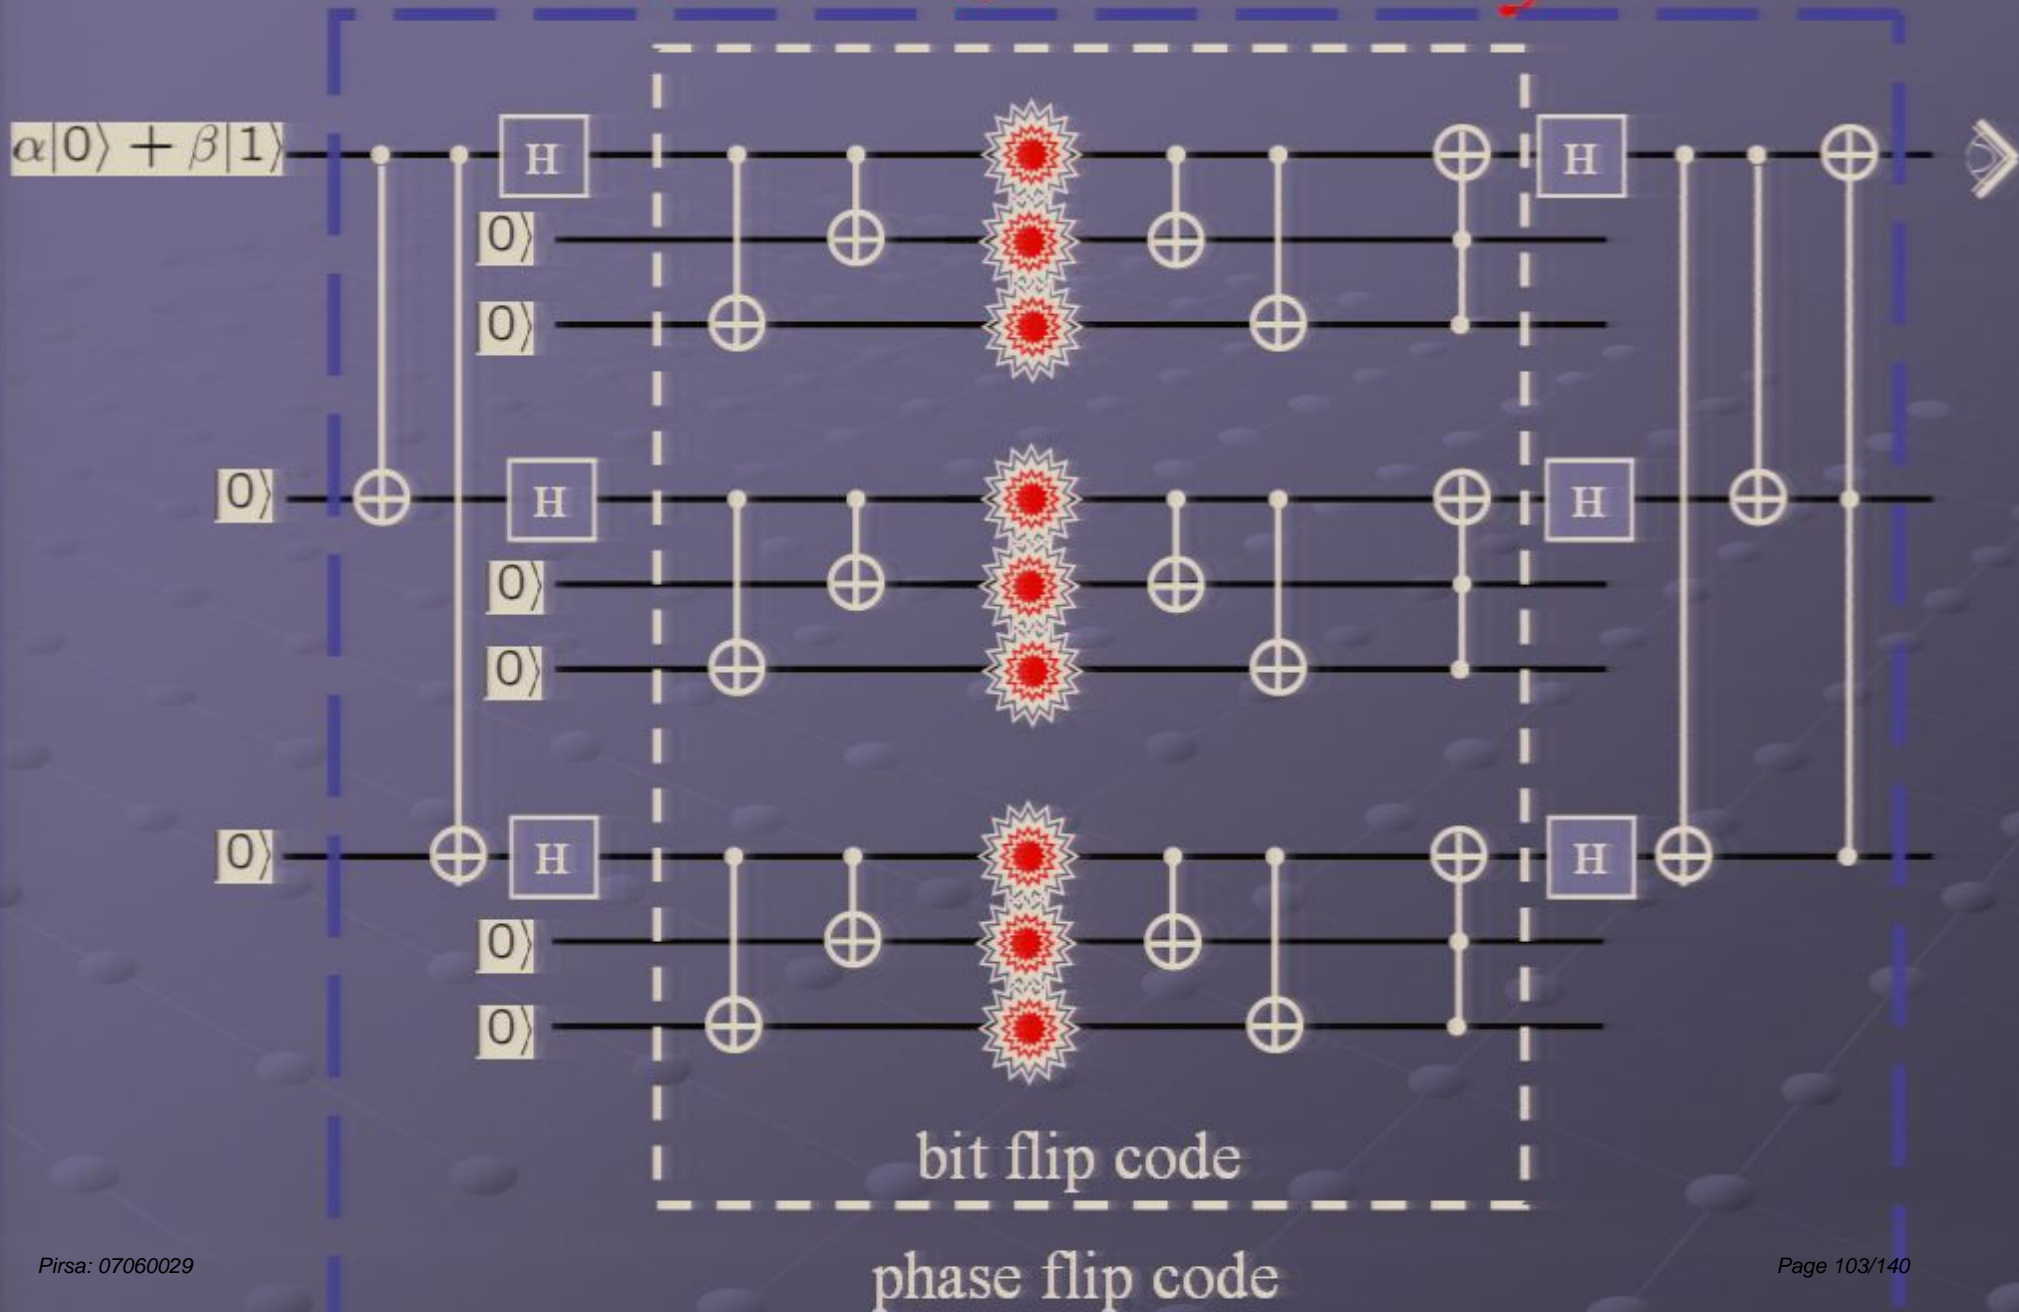 α|0⟩ + β|1⟩ H H
|0⟩
|0⟩
|0⟩ H H
|0⟩
|0⟩
|0⟩ H H
|0⟩
|0⟩
bit flip code
phase flip code
Pirsa: 07060029
Page 103/140